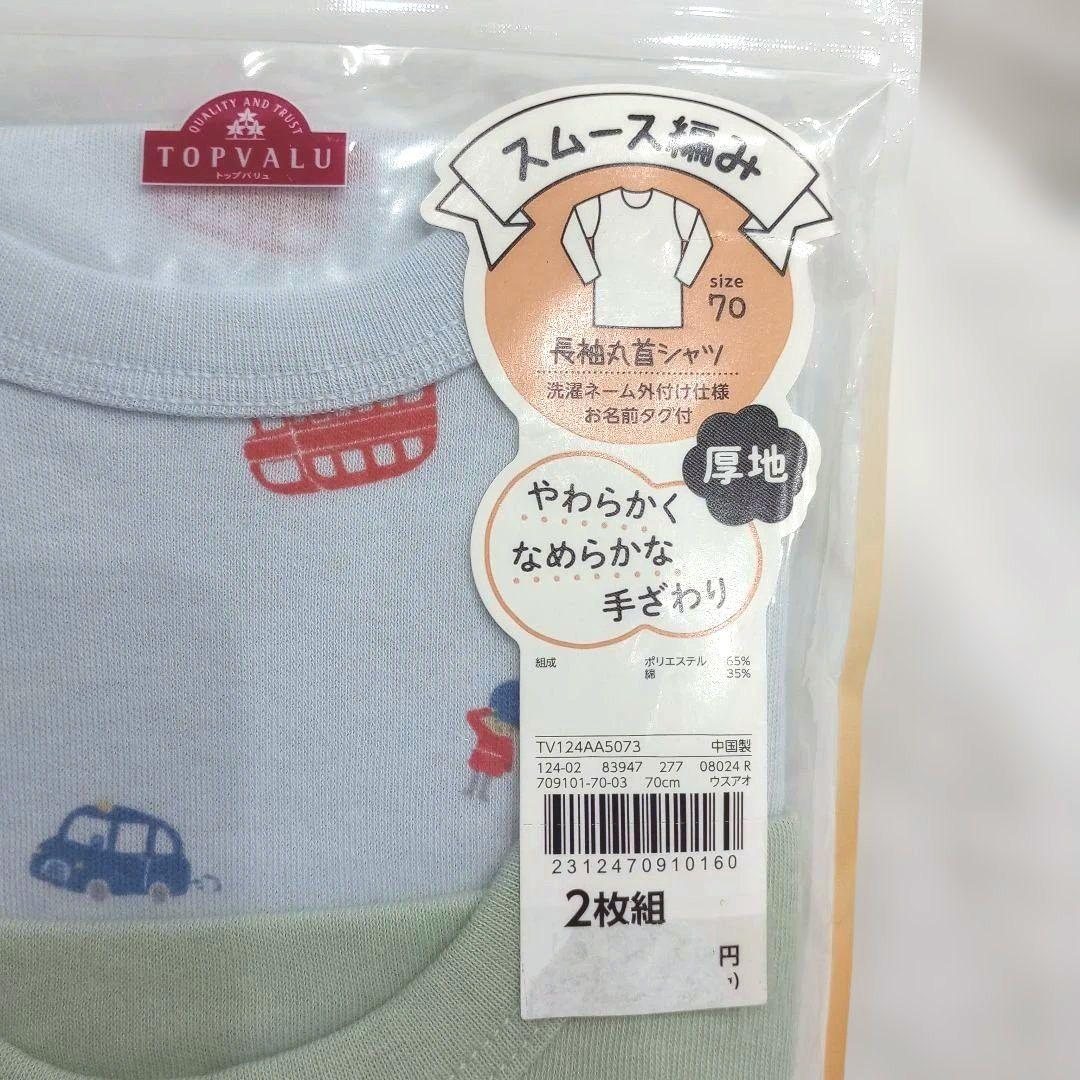 QUALITY AND TRUST
TOPVALU
トップバリュ
スムース編み
size
70
長袖丸首シャツ
洗濯ネーム外付け仕様
お名前タグ付
厚地
やわらかく
なめらかな
手ざわり
組成 ポリエステル 65%
綿 35%
TV124AA5073 中国製
124-02 83947 277 08024 R
709101-70-03 70cm ウスアオ
2312470910160
2枚組
円
)